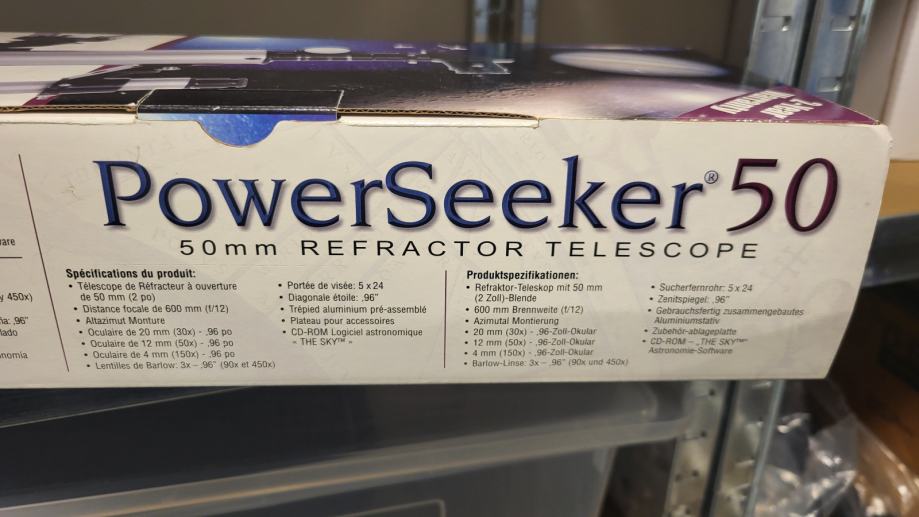 PowerSeeker® 50
50mm REFRACTOR TELESCOPE
Spécifications du produit:
• Télescope de Réfracteur à ouverture
de 50 mm (2 po)
• Distance focale de 600 mm (f/12)
• Altazimut Monture
• Oculaire de 20 mm (30x) - ,96 po
• Oculaire de 12 mm (50x) - ,96 po
• Oculaire de 4 mm (150x) - ,96 po
• Lentilles de Barlow: 3x – ,96" (90x et 450x)
• Portée de visée: 5 x 24
• Diagonale étoile: ,96"
• Trépied aluminium pré-assemblé
• Plateau pour accessoires
• CD-ROM Logiciel astronomique
« THE SKY™ »
Produktspezifikationen:
• Refraktor-Teleskop mit 50 mm
(2 Zoll)-Blende
• 600 mm Brennweite (f/12)
• Azimutal Montierung
• 20 mm (30x) - ,96-Zoll-Okular
• 12 mm (50x) - ,96-Zoll-Okular
• 4 mm (150x) - ,96-Zoll-Okular
• Barlow-Linse: 3x – ,96" (90x und 450x)
• Sucherfernrohr: 5 x 24
• Zenitspiegel: ,96"
• Gebrauchsfertig zusammengebautes
Aluminiumstativ
• Zubehör-ablageplatte
• CD-ROM – „THE SKY™"
Astronomie-Software
y 450x)
,96"